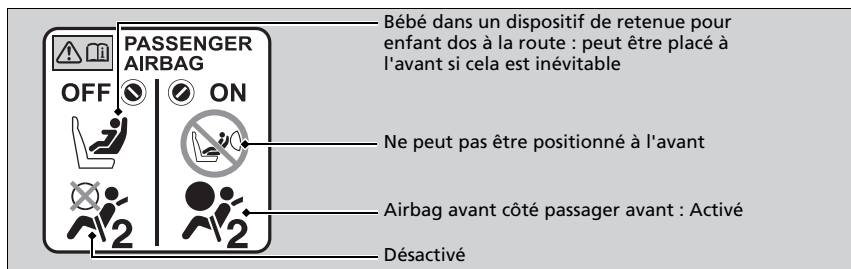 PASSENGER
AIRBAG
OFF ON
2 2
Bébé dans un dispositif de retenue pour
enfant dos à la route : peut être placé à
l'avant si cela est inévitable
Ne peut pas être positionné à l'avant
Airbag avant côté passager avant : Activé
Désactivé